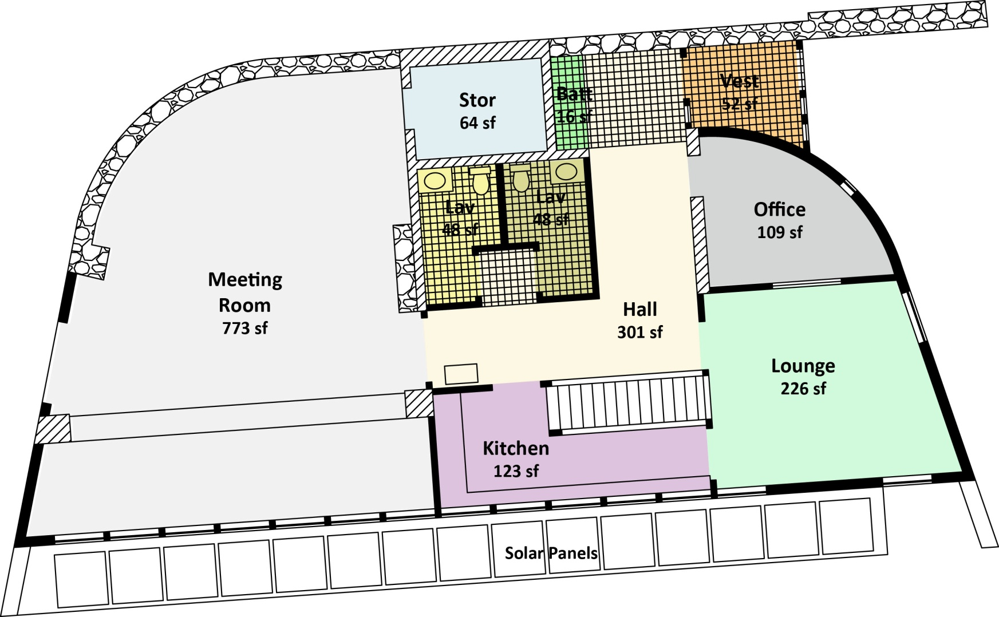 Stor
64 sf
Batt
16 sf
Vest
52 sf
Lav
48 sf
Lav
48 sf
Office
109 sf
Meeting
Room
773 sf
Hall
301 sf
Lounge
226 sf
Kitchen
123 sf
Solar Panels